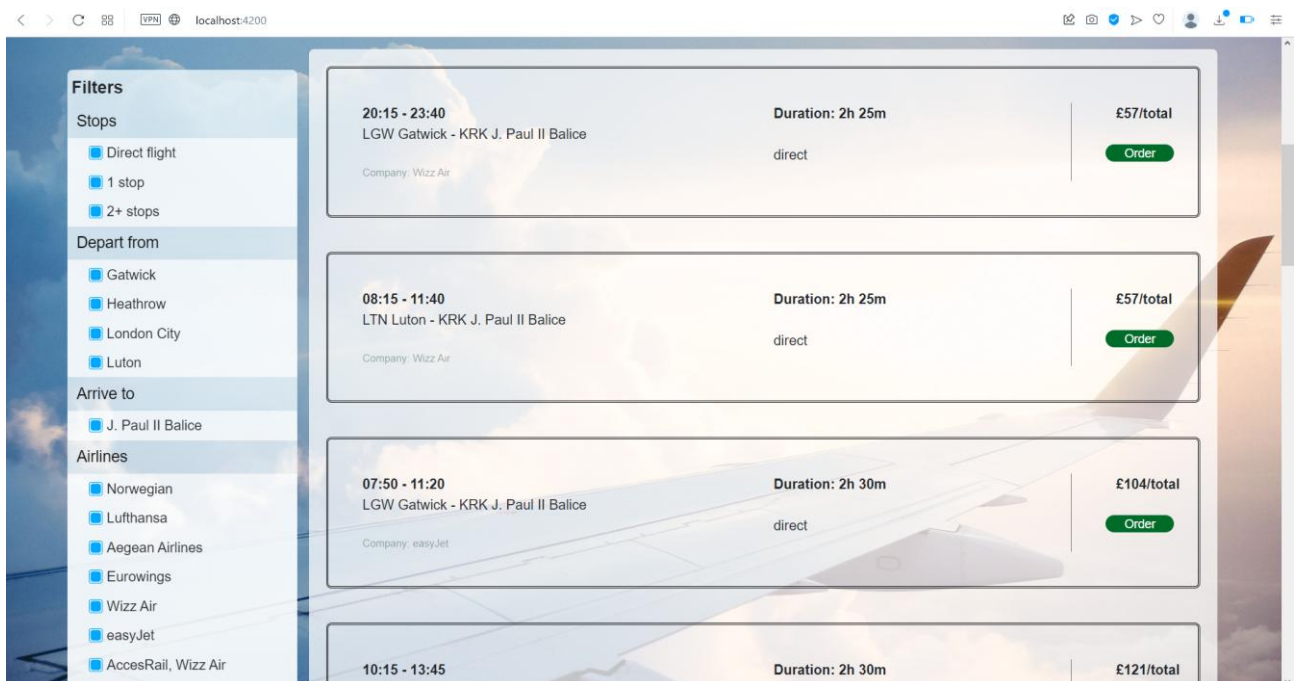 VPN
localhost:4200
Filters
Stops
Direct flight
1 stop
2+ stops
Depart from
Gatwick
Heathrow
London City
Luton
Arrive to
J. Paul II Balice
Airlines
Norwegian
Lufthansa
Aegean Airlines
Eurowings
Wizz Air
easyJet
AccesRail, Wizz Air
20:15 - 23:40
LGW Gatwick - KRK J. Paul II Balice
Company: Wizz Air
Duration: 2h 25m
direct
£57/total
Order
08:15 - 11:40
LTN Luton - KRK J. Paul II Balice
Company: Wizz Air
Duration: 2h 25m
direct
£57/total
Order
07:50 - 11:20
LGW Gatwick - KRK J. Paul II Balice
Company: easyJet
Duration: 2h 30m
direct
£104/total
Order
10:15 - 13:45
Duration: 2h 30m
£121/total